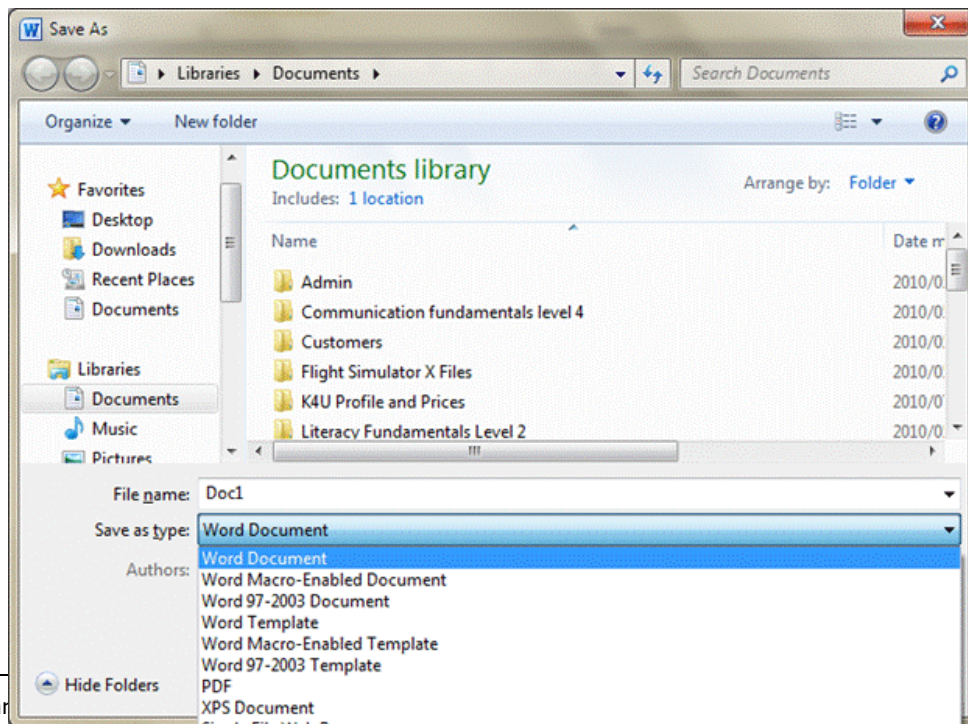 Save As
Libraries Documents
Search Documents
Organize New folder
Documents library
Includes: 1 location
Arrange by: Folder
Favorites
Desktop
Downloads
Recent Places
Documents
Libraries
Documents
Music
Pictures
Name Date m
Admin 2010/0
Communication fundamentals level 4 2010/0
Customers 2010/0
Flight Simulator X Files 2010/0
K4U Profile and Prices 2010/0
Literacy Fundamentals Level 2 2010/0
File name: Doc1
Save as type: Word Document
Authors:
Word Document
Word Macro-Enabled Document
Word 97-2003 Document
Word Template
Word Macro-Enabled Template
Word 97-2003 Template
PDF
XPS Document
Hide Folders